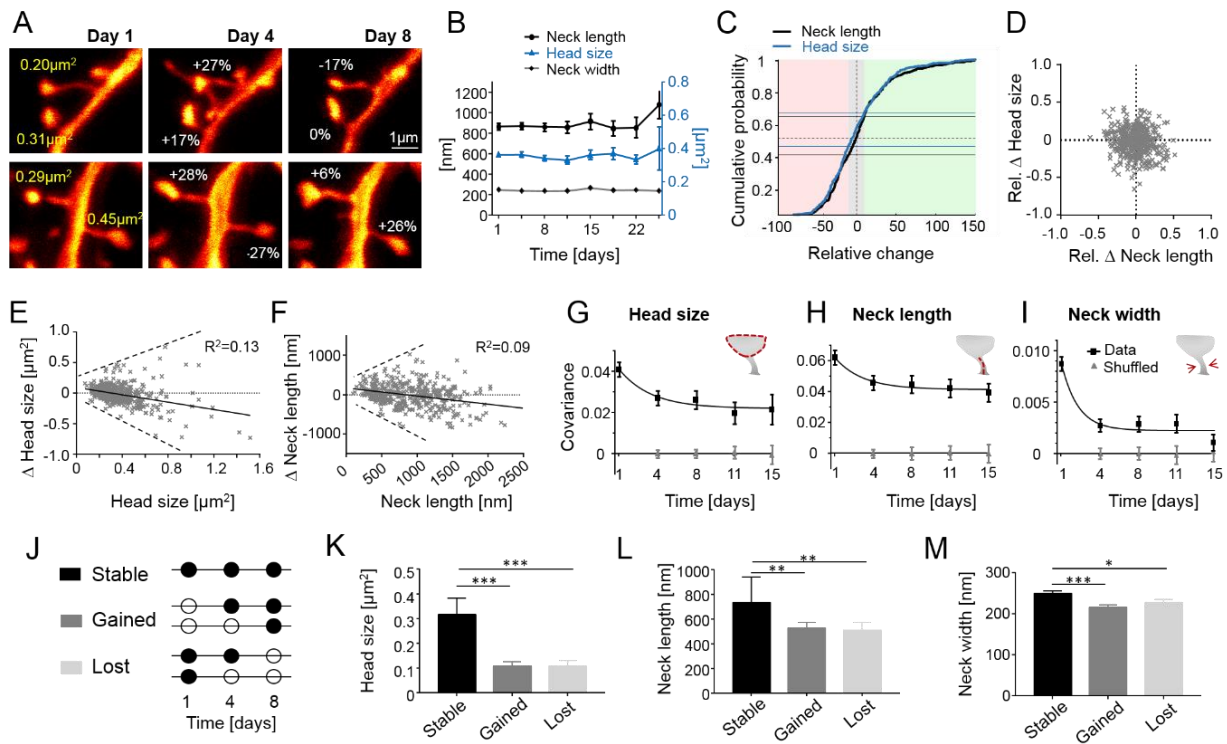 A
Day 1
Day 4
Day 8
0.20µm²
0.31µm²
+27%
+17%
-17%
0%
1µm
0.29µm²
0.45µm²
+28%
-27%
+6%
+26%
B
Neck length
Head size
Neck width
[nm]
1200
1000
800
600
400
200
0
0.8
0.6
0.4
0.2
0
[µm²]
1 8 15 22
Time [days]
C
Neck length
Head size
Cumulative probability
1
0.8
0.6
0.4
0.2
-100 -50 0 50 100 150
Relative change
D
Rel. Δ Head size
1.0
0.5
0
-0.5
-1.0
-1.0 -0.5 0 0.5 1.0
Rel. Δ Neck length
E
Δ Head size [µm²]
1.0
0.5
0
-0.5
-1.0
R²=0.13
0 0.4 0.8 1.2 1.6
Head size [µm²]
F
Δ Neck length [nm]
1000
0
-1000
R²=0.09
0 500 1000 1500 2000 2500
Neck length [nm]
G
Head size
Covariance
0.04
0.02
0
1 4 8 11 15
Time [days]
H
Neck length
0.06
0.04
0.02
0
1 4 8 11 15
Time [days]
I
Neck width
Data
Shuffled
0.010
0.005
0
1 4 8 11 15
Time [days]
J
Stable
Gained
Lost
1 4 8
Time [days]
K
Head size [µm²]
0.5
0.4
0.3
0.2
0.1
0
***
***
Stable Gained Lost
L
Neck length [nm]
1000
800
600
400
200
0
**
**
Stable Gained Lost
M
Neck width [nm]
300
200
100
0
*
***
Stable Gained Lost